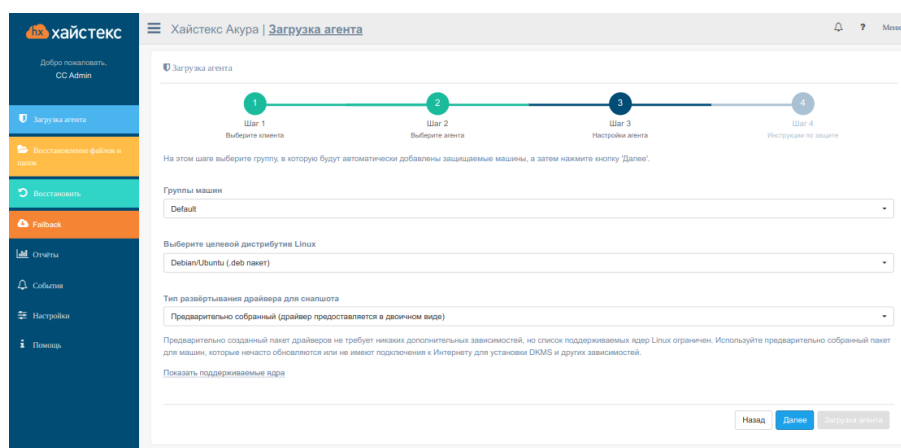 hx хайстекс
Хайстекс Акура | Загрузка агента
? Меню
Добро пожаловать,
CC Admin
Загрузка агента
Восстановление файлов и
папок
Восстановить
Failback
Отчёты
События
Настройки
Помощь
Загрузка агента
1 2 3 4
Шаг 1 Шаг 2 Шаг 3 Шаг 4
Выберите клиента Выберите агента Настройки агента Инструкции по защите
На этом шаге выберите группу, в которую будут автоматически добавлены защищаемые машины, а затем нажмите кнопку 'Далее'.
Группы машин
Default
Выберите целевой дистрибутив Linux
Debian/Ubuntu (.deb пакет)
Тип развёртывания драйвера для снапшота
Предварительно собранный (драйвер предоставляется в двоичном виде)
Предварительно созданный пакет драйверов не требует никаких дополнительных зависимостей, но список поддерживаемых ядер Linux ограничен. Используйте предварительно собранный пакет
для машин, которые нечасто обновляются или не имеют подключения к Интернету для установки DKMS и других зависимостей.
Показать поддерживаемые ядра
Назад Далее Загрузка агента